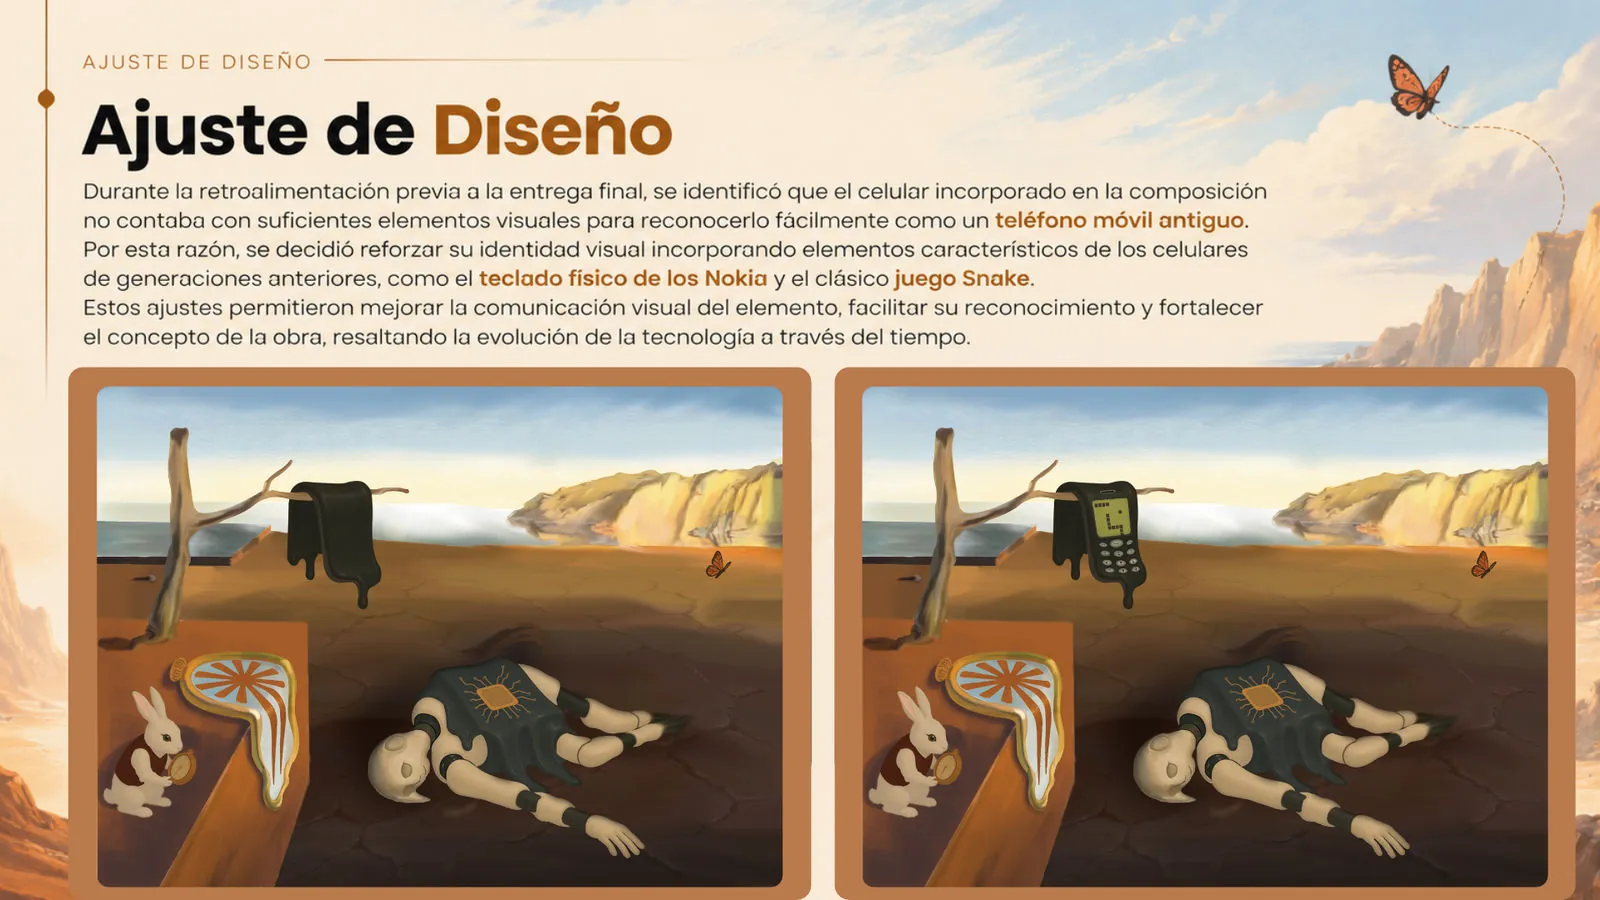 AJUSTE DE DISEÑO
Ajuste de Diseño
Durante la retroalimentación previa a la entrega final, se identificó que el celular incorporado en la composición
no contaba con suficientes elementos visuales para reconocerlo fácilmente como un teléfono móvil antiguo.
Por esta razón, se decidió reforzar su identidad visual incorporando elementos característicos de los celulares
de generaciones anteriores, como el teclado físico de los Nokia y el clásico juego Snake.
Estos ajustes permitieron mejorar la comunicación visual del elemento, facilitar su reconocimiento y fortalecer
el concepto de la obra, resaltando la evolución de la tecnología a través del tiempo.